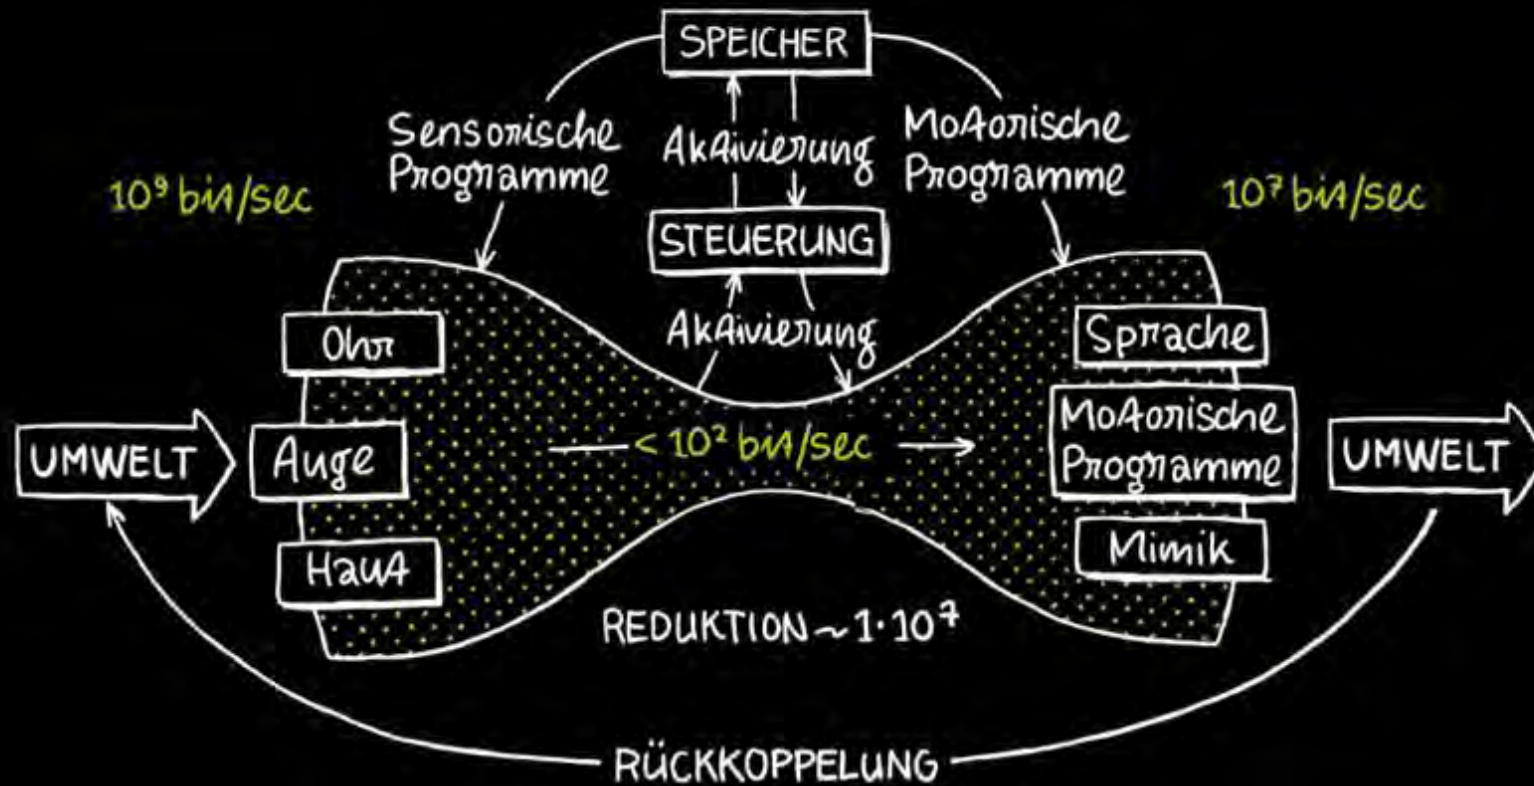 SPEICHER
Sensorische
Programme
Aktivierung
Motorische
Programme
10⁹ bit/sec
10⁷ bit/sec
STEUERUNG
Aktivierung
Ohr
Sprache
UMWELT
Auge
< 10² bit/sec
Motorische
Programme
UMWELT
Haut
Mimik
REDUKTION ~ 1·10⁷
RÜCKKOPPELUNG